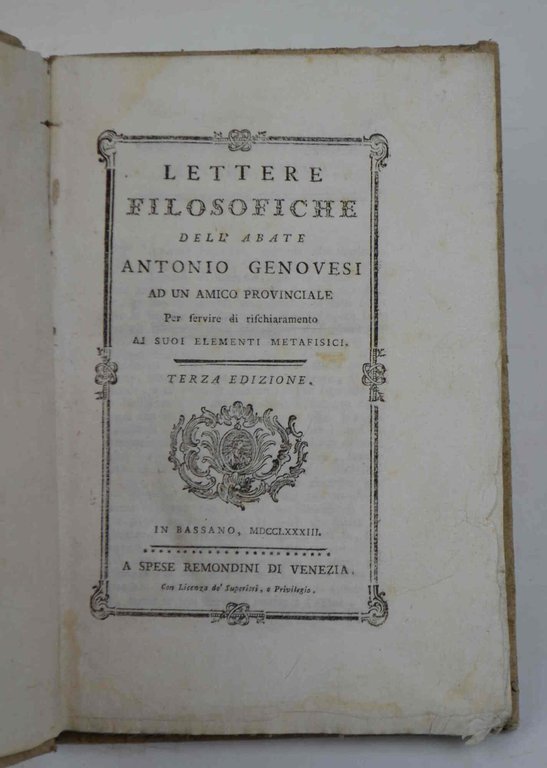 LETTERE
FILOSOFICHE
DELL' ABATE
ANTONIO GENOVESI
AD UN AMICO PROVINCIALE
Per ſervire di riſchiaramento
AI SUOI ELEMENTI METAFISICI.
TERZA EDIZIONE.
IN BASSANO, MDCCLXXXIII.
A SPESE REMONDINI DI VENEZIA.
Con Licenza de' Superiori, e Privilegio.